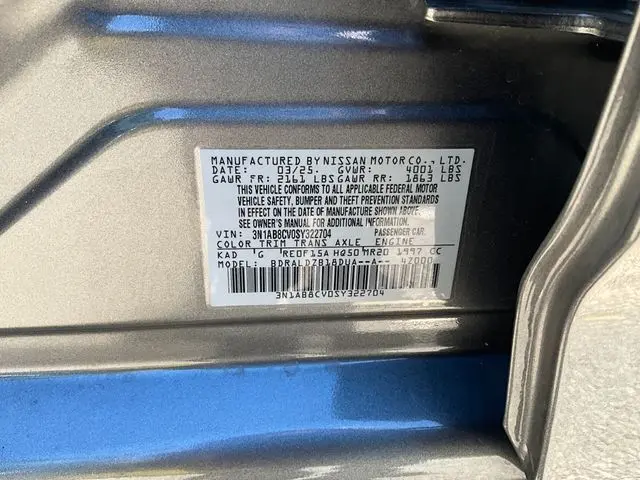 MANUFACTURED BY NISSAN MOTOR CO., LTD.
DATE: 03/25. GVWR: 4001 LBS
GAWR FR: 2161 LBS GAWR RR: 1863 LBS
THIS VEHICLE CONFORMS TO ALL APPLICABLE FEDERAL MOTOR
VEHICLE SAFETY, BUMPER AND THEFT PREVENTION STANDARDS
IN EFFECT ON THE DATE OF MANUFACTURE SHOWN ABOVE.
SEE OWNER'S MANUAL FOR ADDITIONAL INFORMATION.
VIN: 3N1AB8CV0SY322704 PASSENGER CAR.
COLOR TRIM TRANS AXLE ENGINE
KAD G RE0F15A HQ50 MR20 1997 CC
MODEL: BDRALDZB18DUA--A-- 47000
3N1AB8CV0SY322704